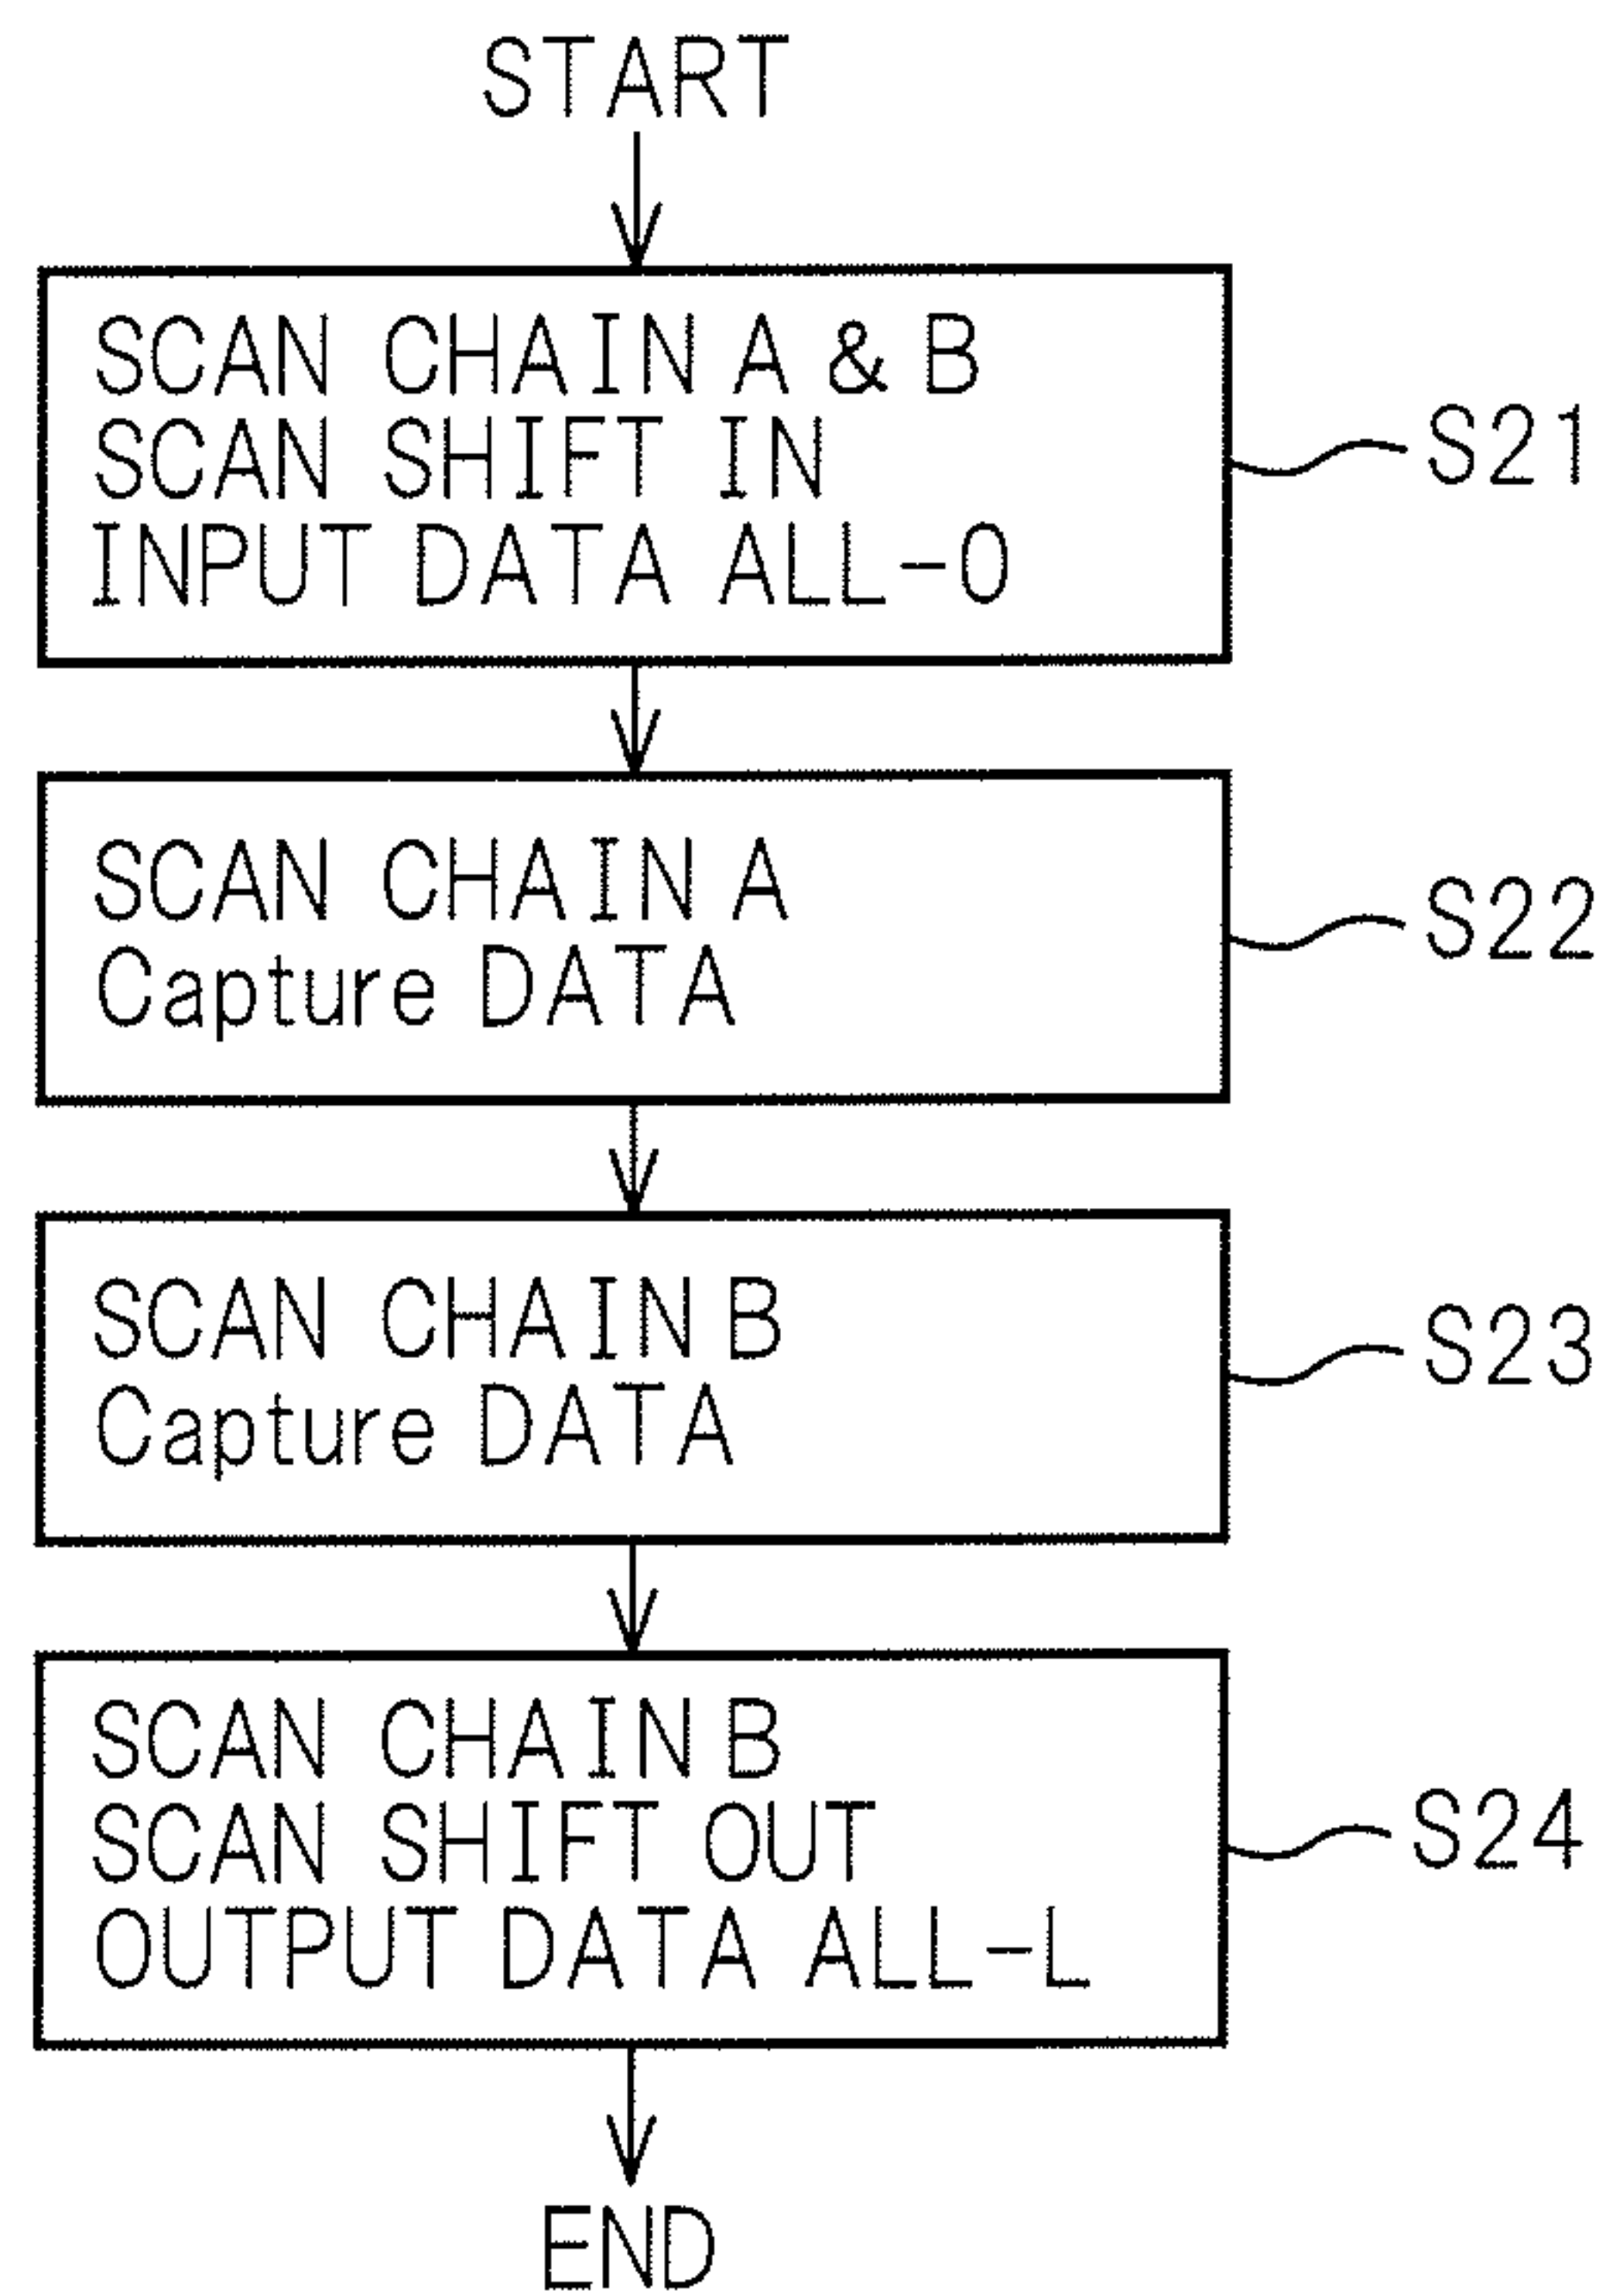 START
SCAN CHAIN A & B
SCAN SHIFT IN
INPUT DATA ALL-0
S21
SCAN CHAIN A
Capture DATA
S22
SCAN CHAIN B
Capture DATA
S23
SCAN CHAIN B
SCAN SHIFT OUT
OUTPUT DATA ALL-L
S24
END